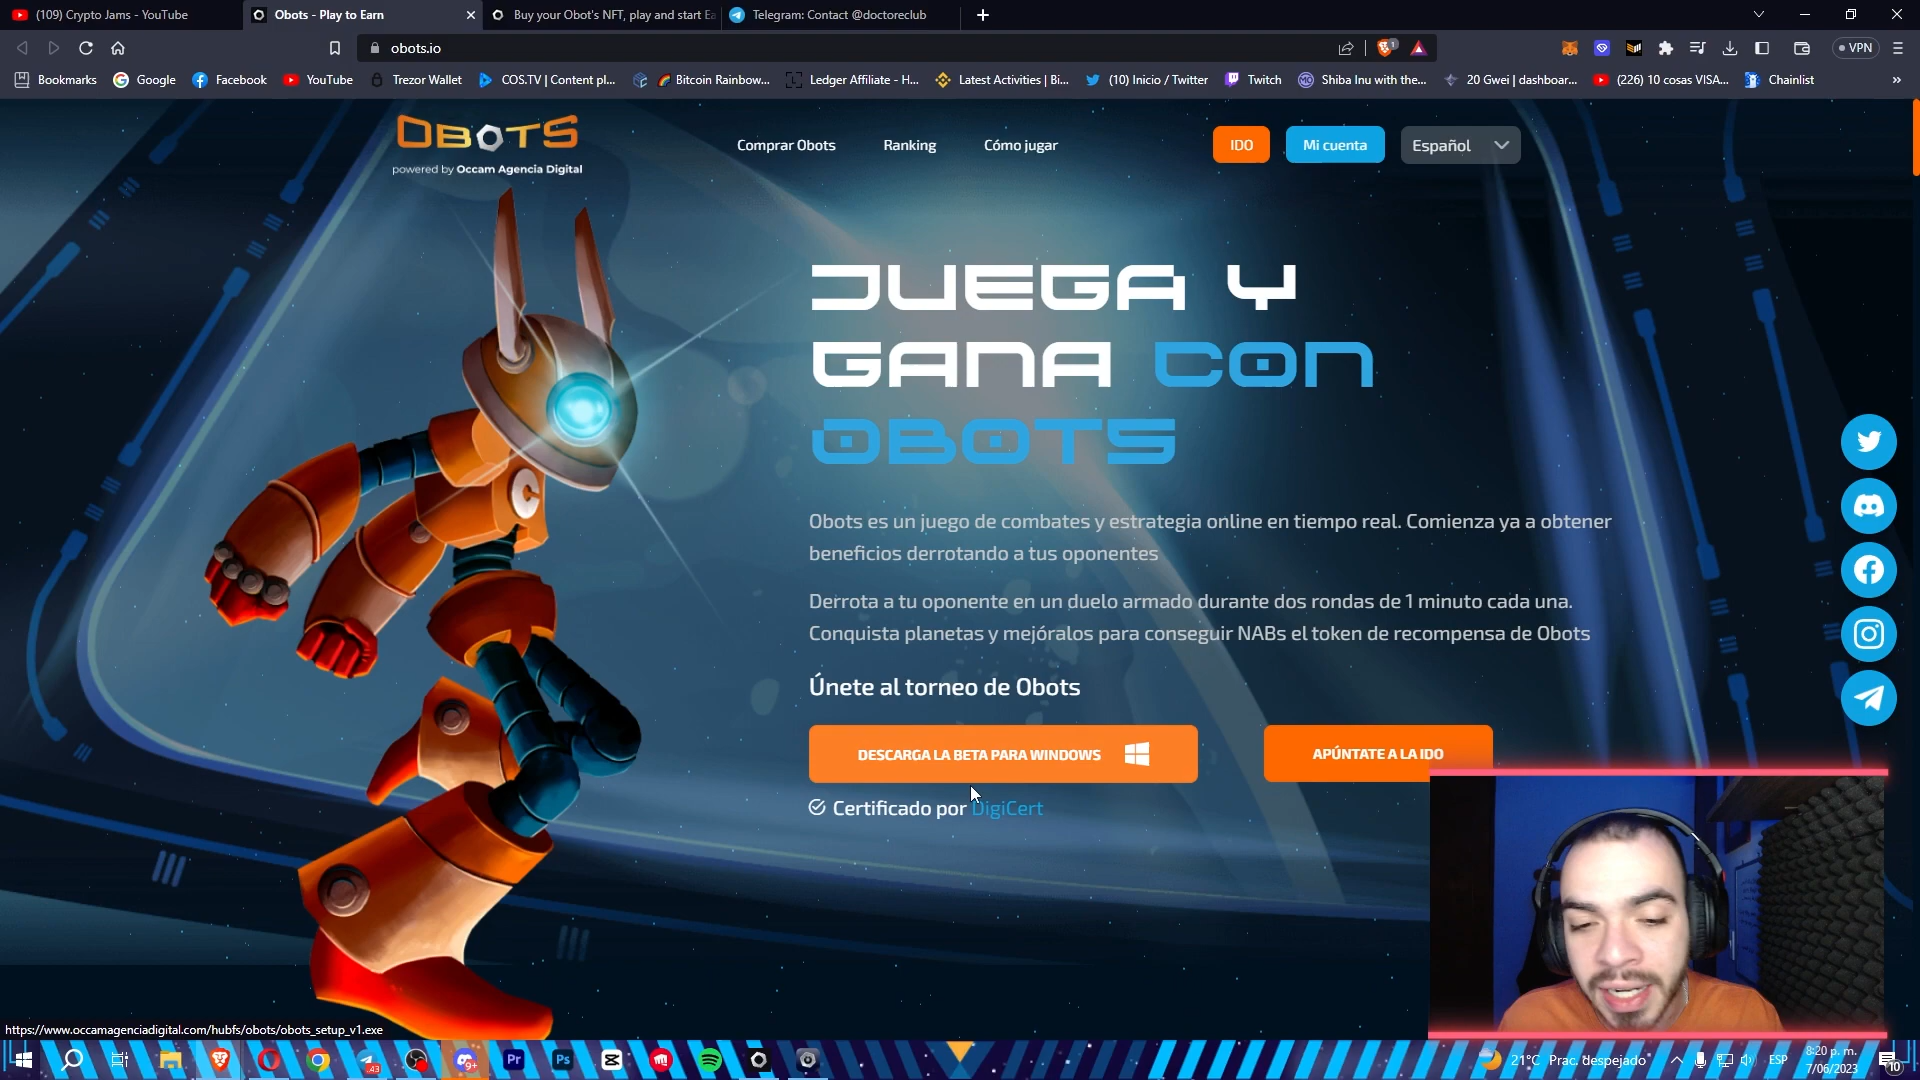 (109) Crypto Jams - YouTube
Obots - Play to Earn
Buy your Obot's NFT, play and start Ea
Telegram: Contact @doctoreclub
obots.io
1
VPN
Bookmarks
Google
Facebook
YouTube
Trezor Wallet
COS.TV | Content pl...
Bitcoin Rainbow...
Ledger Affiliate - H...
Latest Activities | Bi...
(10) Inicio / Twitter
Twitch
Shiba Inu with the...
20 Gwei | dashboar...
(226) 10 cosas VISA...
Chainlist
OBOTS
powered by Occam Agencia Digital
Comprar Obots
Ranking
Cómo jugar
IDO
Mi cuenta
Español
JUEGA Y
GANA CON
OBOTS
Obots es un juego de combates y estrategia online en tiempo real. Comienza ya a obtener
beneficios derrotando a tus oponentes
Derrota a tu oponente en un duelo armado durante dos rondas de 1 minuto cada una.
Conquista planetas y mejóralos para conseguir NABs el token de recompensa de Obots
Únete al torneo de Obots
DESCARGA LA BETA PARA WINDOWS
APÚNTATE A LA IDO
Certificado por DigiCert
C
https://www.occamagenciadigital.com/hubfs/obots/obots_setup_v1.exe
43
9+
Pr
Ps
21°C Prac. despejado
ESP
8:20 p. m.
7/06/2023
10